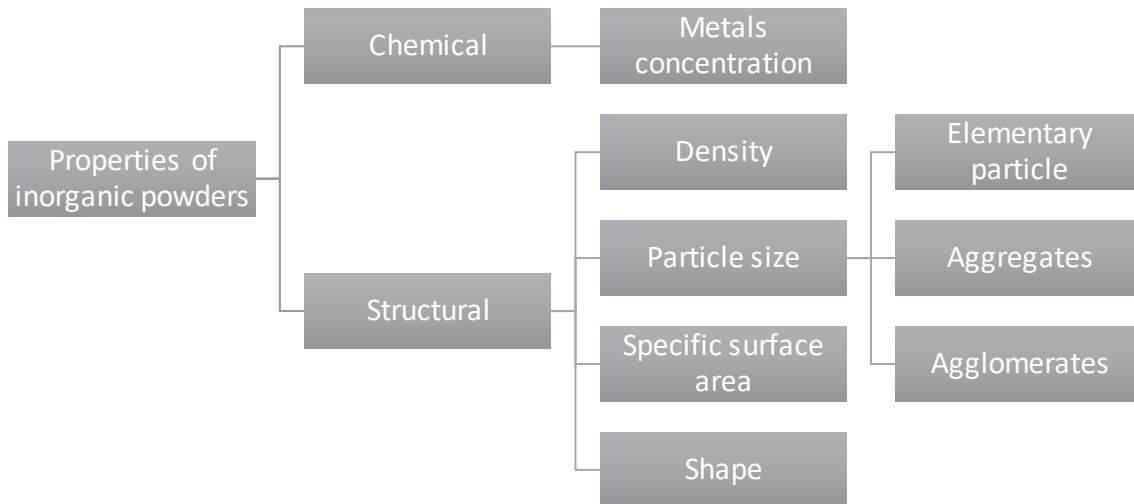 Properties of
inorganic powders
Chemical
Metals
concentration
Structural
Density
Particle size
Elementary
particle
Aggregates
Agglomerates
Specific surface
area
Shape